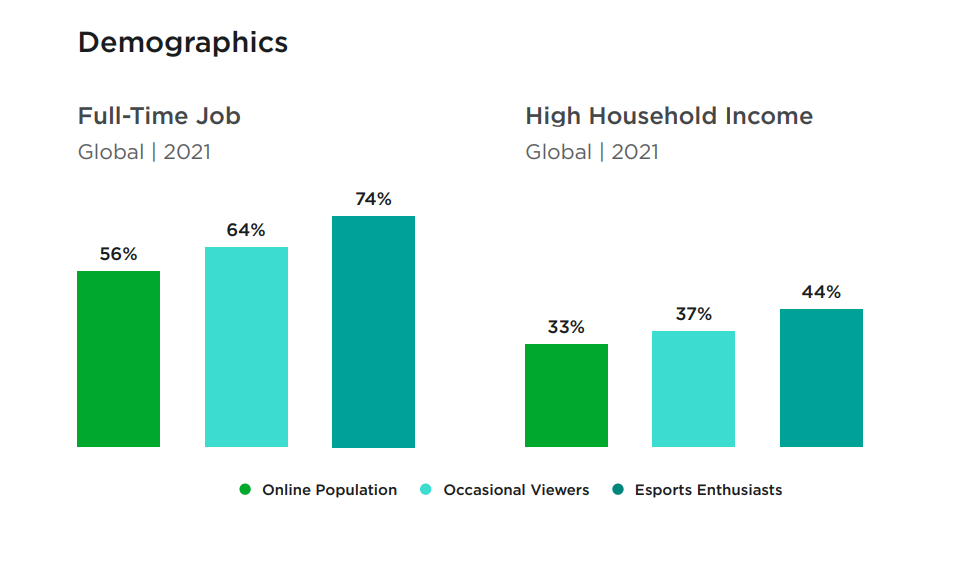 Demographics
Full-Time Job
Global | 2021
74%
64%
56%
High Household Income
Global | 2021
44%
37%
33%
Online Population
Occasional Viewers
Esports Enthusiasts